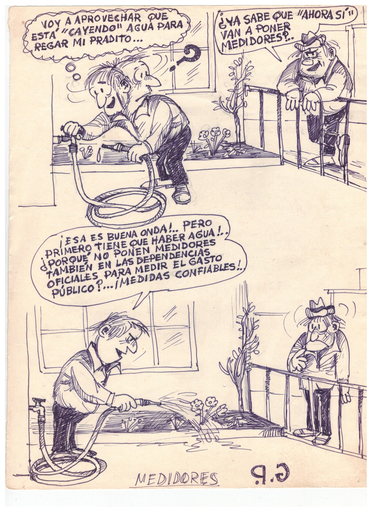 VOY A APROVECHAR QUE
ESTA' "CAYENDO" AGUA PARA
REGAR MI PRADITO...
?
¿YA SABE QUE "AHORA SÍ"
VAN A PONER
MEDIDORES?..
¡ESA ES BUENA ONDA!.. PERO
PRIMERO TIENE QUE HABER AGUA!..
¿PORQUE' NO PONEN MEDIDORES
TAMBIÉN EN LAS DEPENDENCIAS
OFICIALES PARA MEDIR EL GASTO
PÚBLICO?...¡MEDIDAS CONFIABLES!.
MEDIDORES